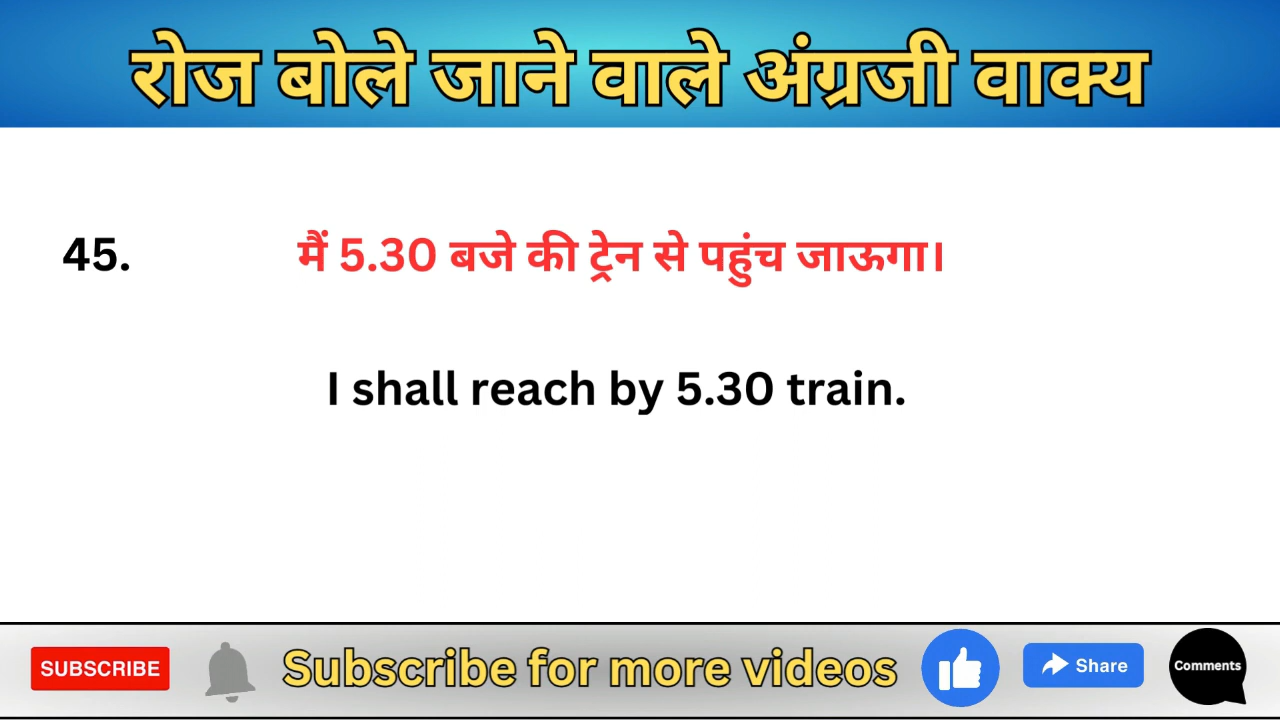 रोज बोले जाने वाले अंग्रजी वाक्य
45. मैं 5.30 बजे की ट्रेन से पहुंच जाऊगा।
I shall reach by 5.30 train.
SUBSCRIBE Subscribe for more videos Share Comments